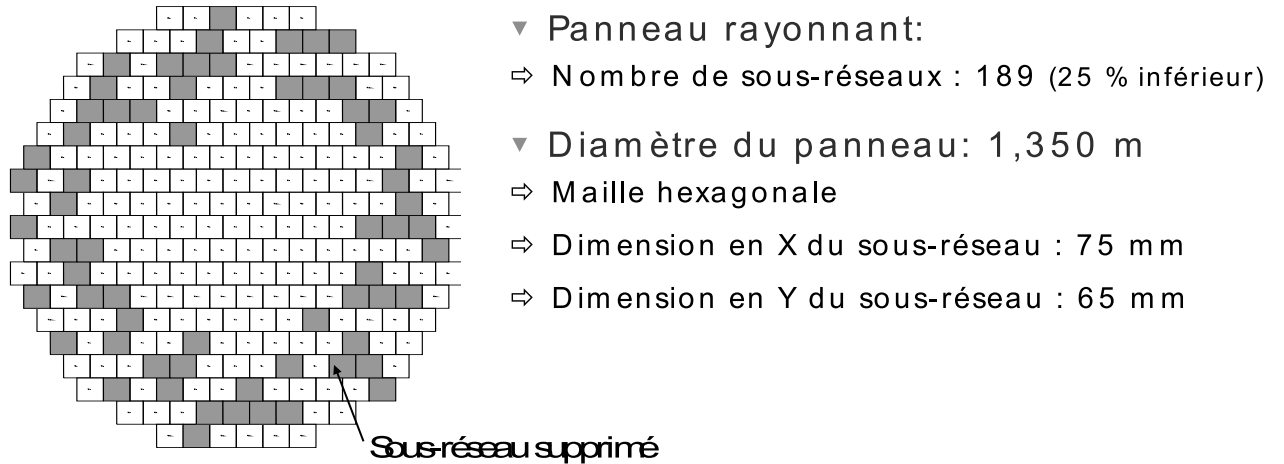 ▼ Panneau rayonnant:
⇨ Nombre de sous-réseaux : 189 (25 % inférieur)
▼ Diamètre du panneau: 1,350 m
⇨ Maille hexagonale
⇨ Dimension en X du sous-réseau : 75 mm
⇨ Dimension en Y du sous-réseau : 65 mm
Sous-réseau supprimé